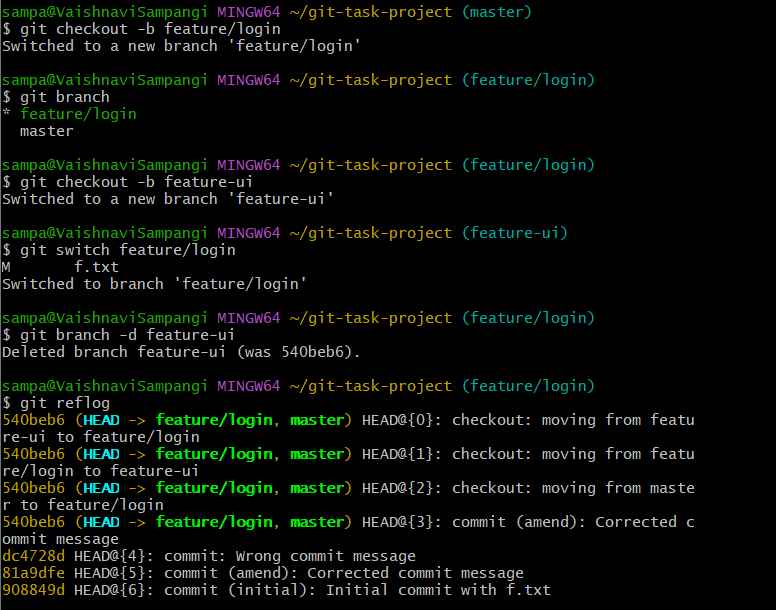 sampa@VaishnaviSampangi MINGW64 ~/git-task-project (master)
$ git checkout -b feature/login
Switched to a new branch 'feature/login'
sampa@VaishnaviSampangi MINGW64 ~/git-task-project (feature/login)
$ git branch
* feature/login
  master
sampa@VaishnaviSampangi MINGW64 ~/git-task-project (feature/login)
$ git checkout -b feature-ui
Switched to a new branch 'feature-ui'
sampa@VaishnaviSampangi MINGW64 ~/git-task-project (feature-ui)
$ git switch feature/login
M       f.txt
Switched to branch 'feature/login'
sampa@VaishnaviSampangi MINGW64 ~/git-task-project (feature/login)
$ git branch -d feature-ui
Deleted branch feature-ui (was 540beb6).
sampa@VaishnaviSampangi MINGW64 ~/git-task-project (feature/login)
$ git reflog
540beb6 (HEAD -> feature/login, master) HEAD@{0}: checkout: moving from featu
re-ui to feature/login
540beb6 (HEAD -> feature/login, master) HEAD@{1}: checkout: moving from featu
re/login to feature-ui
540beb6 (HEAD -> feature/login, master) HEAD@{2}: checkout: moving from maste
r to feature/login
540beb6 (HEAD -> feature/login, master) HEAD@{3}: commit (amend): Corrected c
ommit message
dc4728d HEAD@{4}: commit: Wrong commit message
81a9dfe HEAD@{5}: commit (amend): Corrected commit message
908849d HEAD@{6}: commit (initial): Initial commit with f.txt